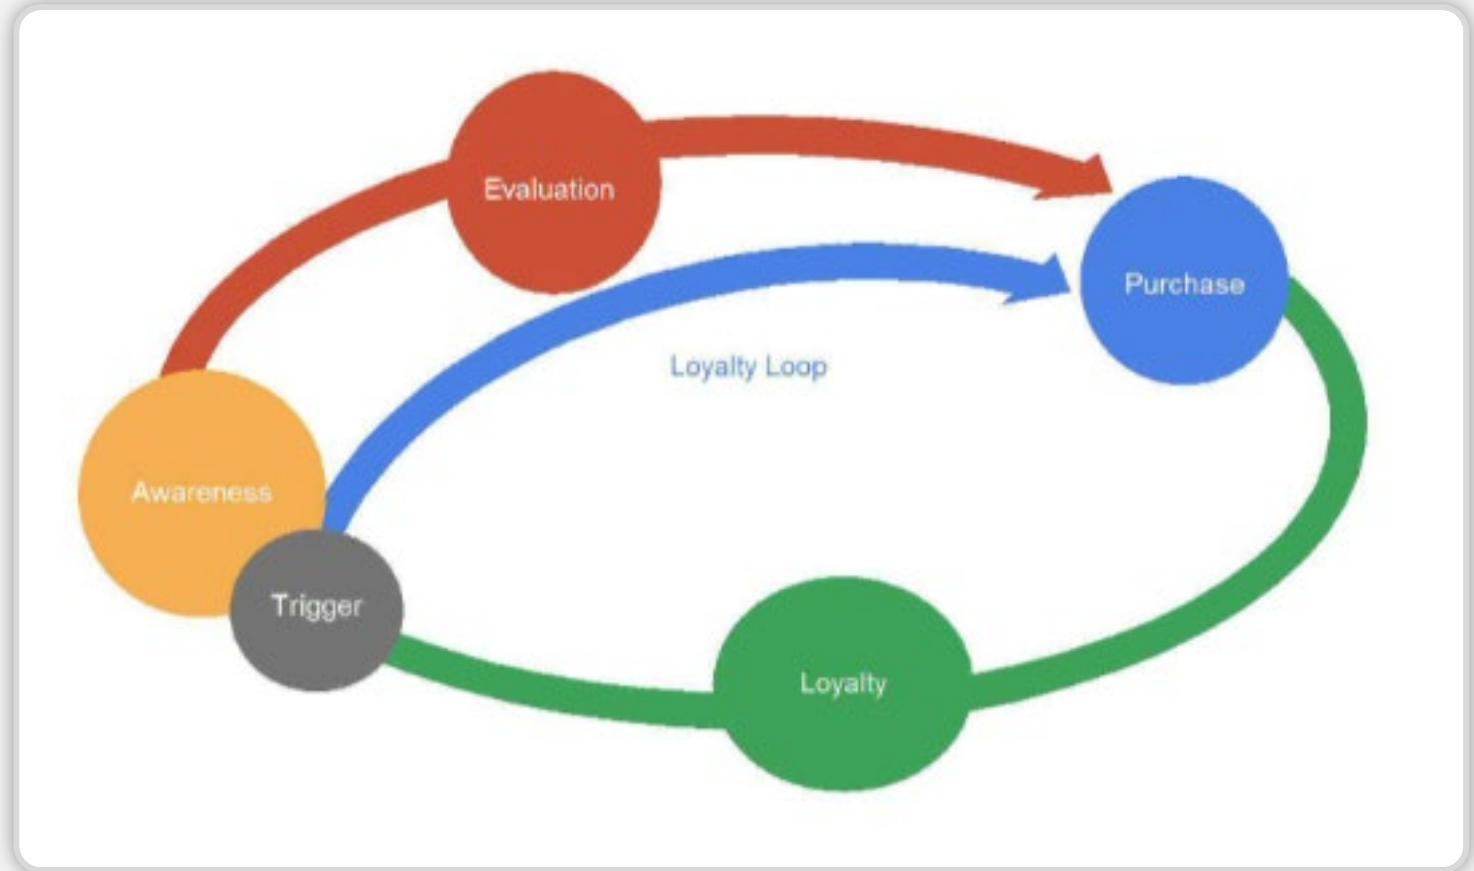 Evaluation
Purchase
Loyalty Loop
Awareness
Trigger
Loyalty